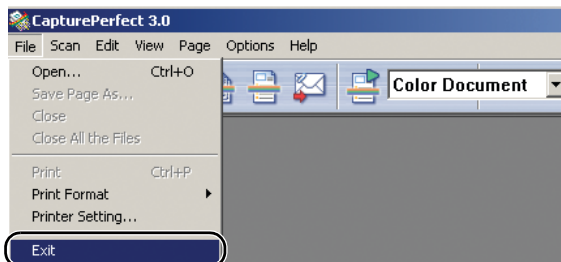 CapturePerfect 3.0
File Scan Edit View Page Options Help
Open... Ctrl+O
Save Page As...
Close
Close All the Files
Print Ctrl+P
Print Format
Printer Setting...
Exit
Color Document